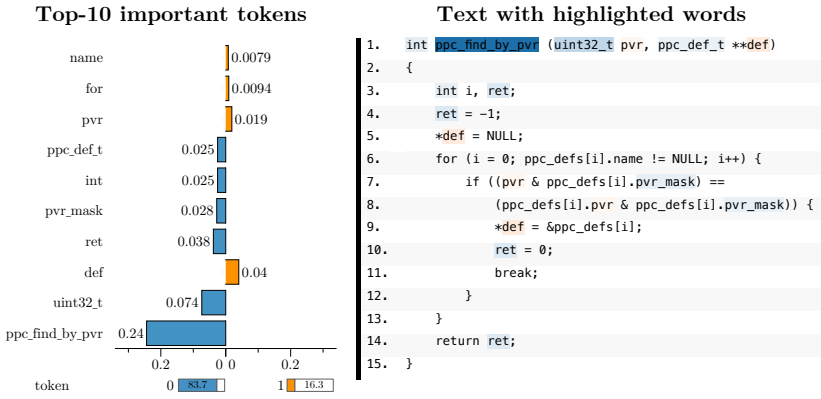 Top-10 important tokens
name 0.0079
for 0.0094
pvr 0.019
ppc_def_t 0.025
int 0.025
pvr_mask 0.028
ret 0.038
def 0.04
uint32_t 0.074
ppc_find_by_pvr 0.24
0.2 0 0 0.2
token 0 83.7 1 16.3
Text with highlighted words
1. int ppc_find_by_pvr (uint32_t pvr, ppc_def_t **def)
2. {
3. int i, ret;
4. ret = −1;
5. *def = NULL;
6. for (i = 0; ppc_defs[i].name != NULL; i++) {
7. if ((pvr & ppc_defs[i].pvr_mask) ==
8. (ppc_defs[i].pvr & ppc_defs[i].pvr_mask)) {
9. *def = &ppc_defs[i];
10. ret = 0;
11. break;
12. }
13. }
14. return ret;
15. }